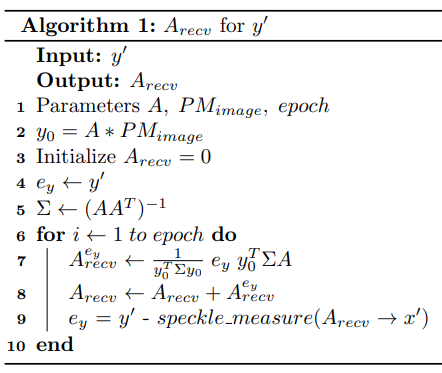 Algorithm 1: $A_{recv}$ for $y'$
Input: $y'$
Output: $A_{recv}$
1 Parameters $A$, $PM_{image}$, $epoch$
2 $y_0 = A * PM_{image}$
3 Initialize $A_{recv} = 0$
4 $e_y \leftarrow y'$
5 $\Sigma \leftarrow (AA^T)^{-1}$
6 for $i \leftarrow 1$ to $epoch$ do
7 $A_{recv}^{e_y} \leftarrow \frac{1}{y_0^T \Sigma y_0} \, e_y \, y_0^T \Sigma A$
8 $A_{recv} \leftarrow A_{recv} + A_{recv}^{e_y}$
9 $e_y = y'$ - $speckle\_measure(A_{recv} \rightarrow x')$
10 end